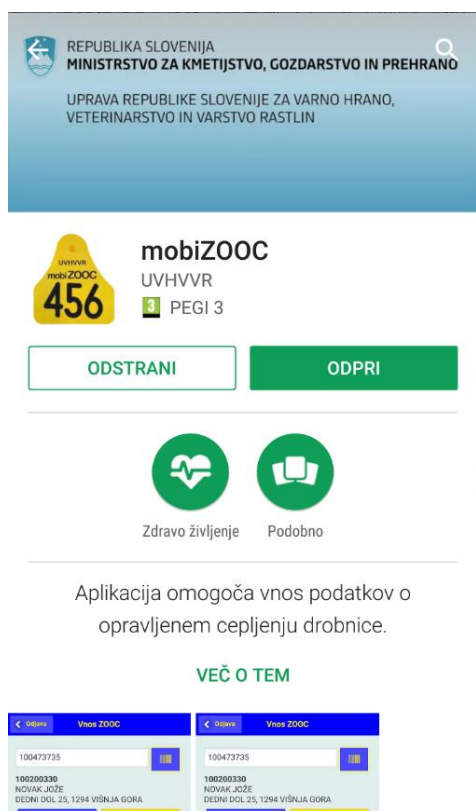 REPUBLIKA SLOVENIJA
MINISTRSTVO ZA KMETIJSTVO, GOZDARSTVO IN PREHRANO
UPRAVA REPUBLIKE SLOVENIJE ZA VARNO HRANO,
VETERINARSTVO IN VARSTVO RASTLIN
UVHVVR
mobiZOOC
456
mobiZOOC
UVHVVR
3 PEGI 3
ODSTRANI
ODPRI
Zdravo življenje
Podobno
Aplikacija omogoča vnos podatkov o
opravljenem cepljenju drobnice.
VEČ O TEM
Odjava Vnos ZOOC
100473735
100200330
NOVAK JOŽE
DEDNI DOL 25, 1294 VIŠNJA GORA
Odjava Vnos ZOOC
100473735
100200330
NOVAK JOŽE
DEDNI DOL 25, 1294 VIŠNJA GORA